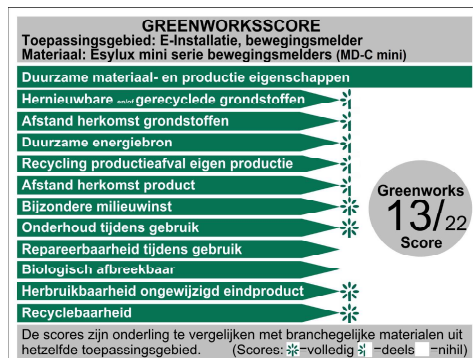 GREENWORKSSCORE
Toepassingsgebied: E-Installatie, bewegingsmelder
Materiaal: Esylux mini serie bewegingsmelders (MD-C mini)
Duurzame materiaal- en productie eigenschappen
Hernieuwbare en/of gerecyclede grondstoffen
Afstand herkomst grondstoffen
Duurzame energiebron
Recycling productieafval eigen productie
Afstand herkomst product
Bijzondere milieuwinst
Onderhoud tijdens gebruik
Repareerbaarheid tijdens gebruik
Biologisch afbreekbaar
Herbruikbaarheid ongewijzigd eindproduct
Recyclebaarheid
Greenworks
13/22
Score
De scores zijn onderling te vergelijken met branchegelijke materialen uit
hetzelfde toepassingsgebied. (Scores: =volledig =deels =nihil)